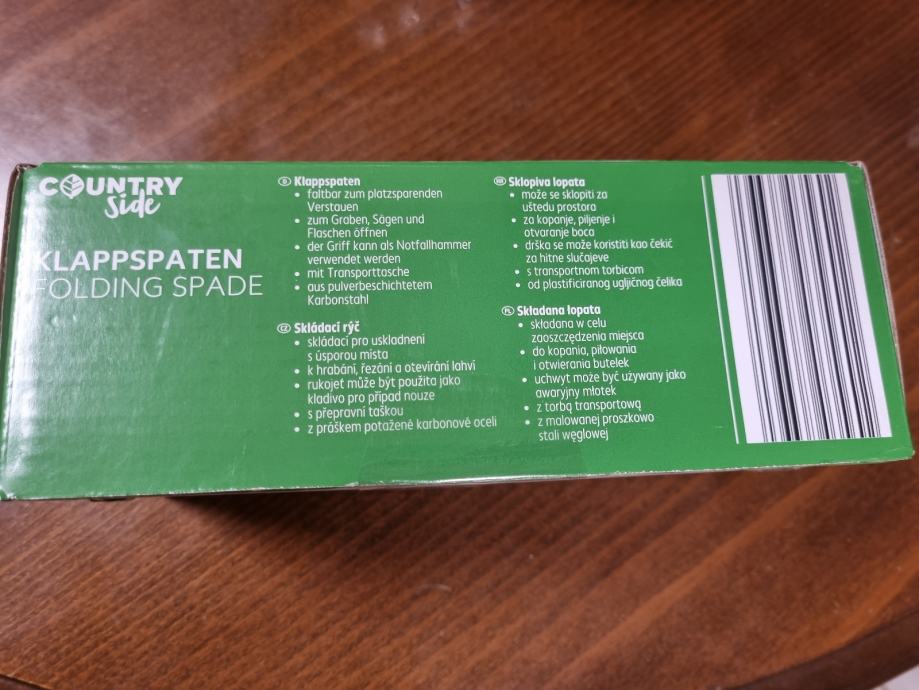 COUNTRY
Side
KLAPPSPATEN
FOLDING SPADE
D Klappspaten
• faltbar zum platzsparenden
Verstauen
• zum Graben, Sägen und
Flaschen öffnen
• der Griff kann als Notfallhammer
verwendet werden
• mit Transporttasche
• aus pulverbeschichtetem
Karbonstahl
CZ Skládací rýč
• skládací pro uskladnení
s úsporou místa
• k hrabání, řezání a otevírání lahví
• rukojeť může být použita jako
kladivo pro případ nouze
• s přepravní taškou
• z práškem potažené karbonové oceli
HR Sklopiva lopata
• može se sklopiti za
uštedu prostora
• za kopanje, piljenje i
otvaranje boca
• drška se može koristiti kao čekić
za hitne slučajeve
• s transportnom torbicom
• od plastificiranog ugljičnog čelika
PL Składana łopata
• składana w celu
zaoszczędzenia miejsca
• do kopania, piłowania
i otwierania butelek
• uchwyt może być używany jako
awaryjny młotek
• z torbą transportową
• z malowanej proszkowo
stali węglowej